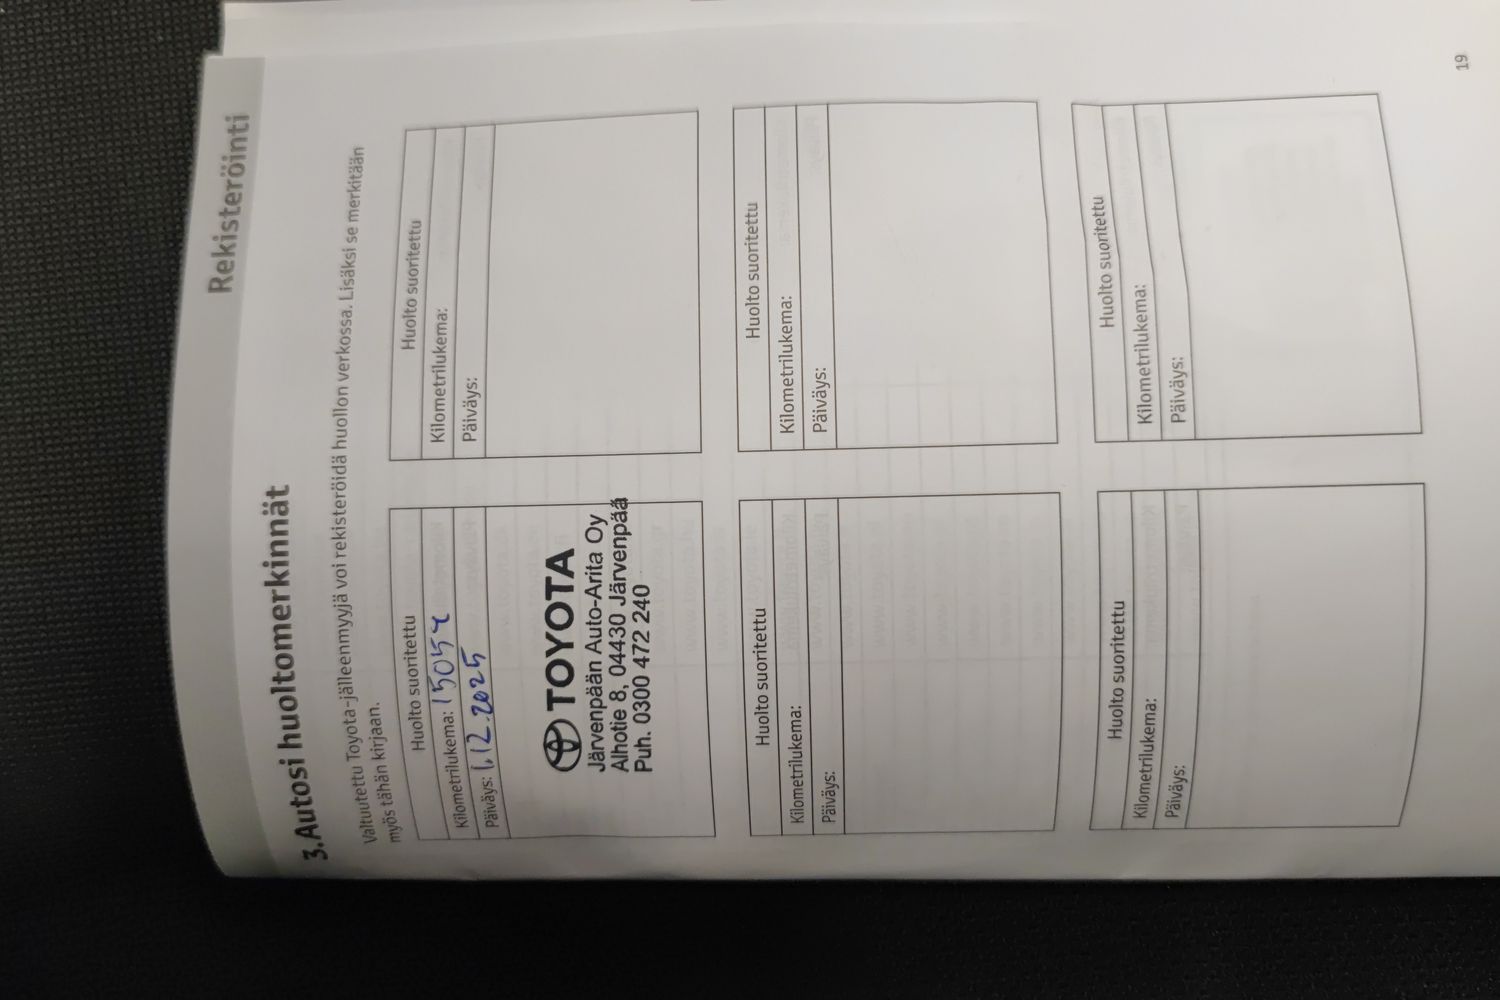 Rekisteröinti
3. Autosi huoltomerkinnät
Valtuutettu Toyota-jälleenmyyjä voi rekisteröidä huollon verkossa. Lisäksi se merkitään
myös tähän kirjaan.
Huolto suoritettu
Kilometrilukema: 15054
Päiväys: 1.12.2025
TOYOTA
Järvenpään Auto-Arita Oy
Alhotie 8, 04430 Järvenpää
Puh. 0300 472 240
Huolto suoritettu
Kilometrilukema:
Päiväys:
Huolto suoritettu
Kilometrilukema:
Päiväys:
Huolto suoritettu
Kilometrilukema:
Päiväys:
Huolto suoritettu
Kilometrilukema:
Päiväys:
Huolto suoritettu
Kilometrilukema:
Päiväys:
19